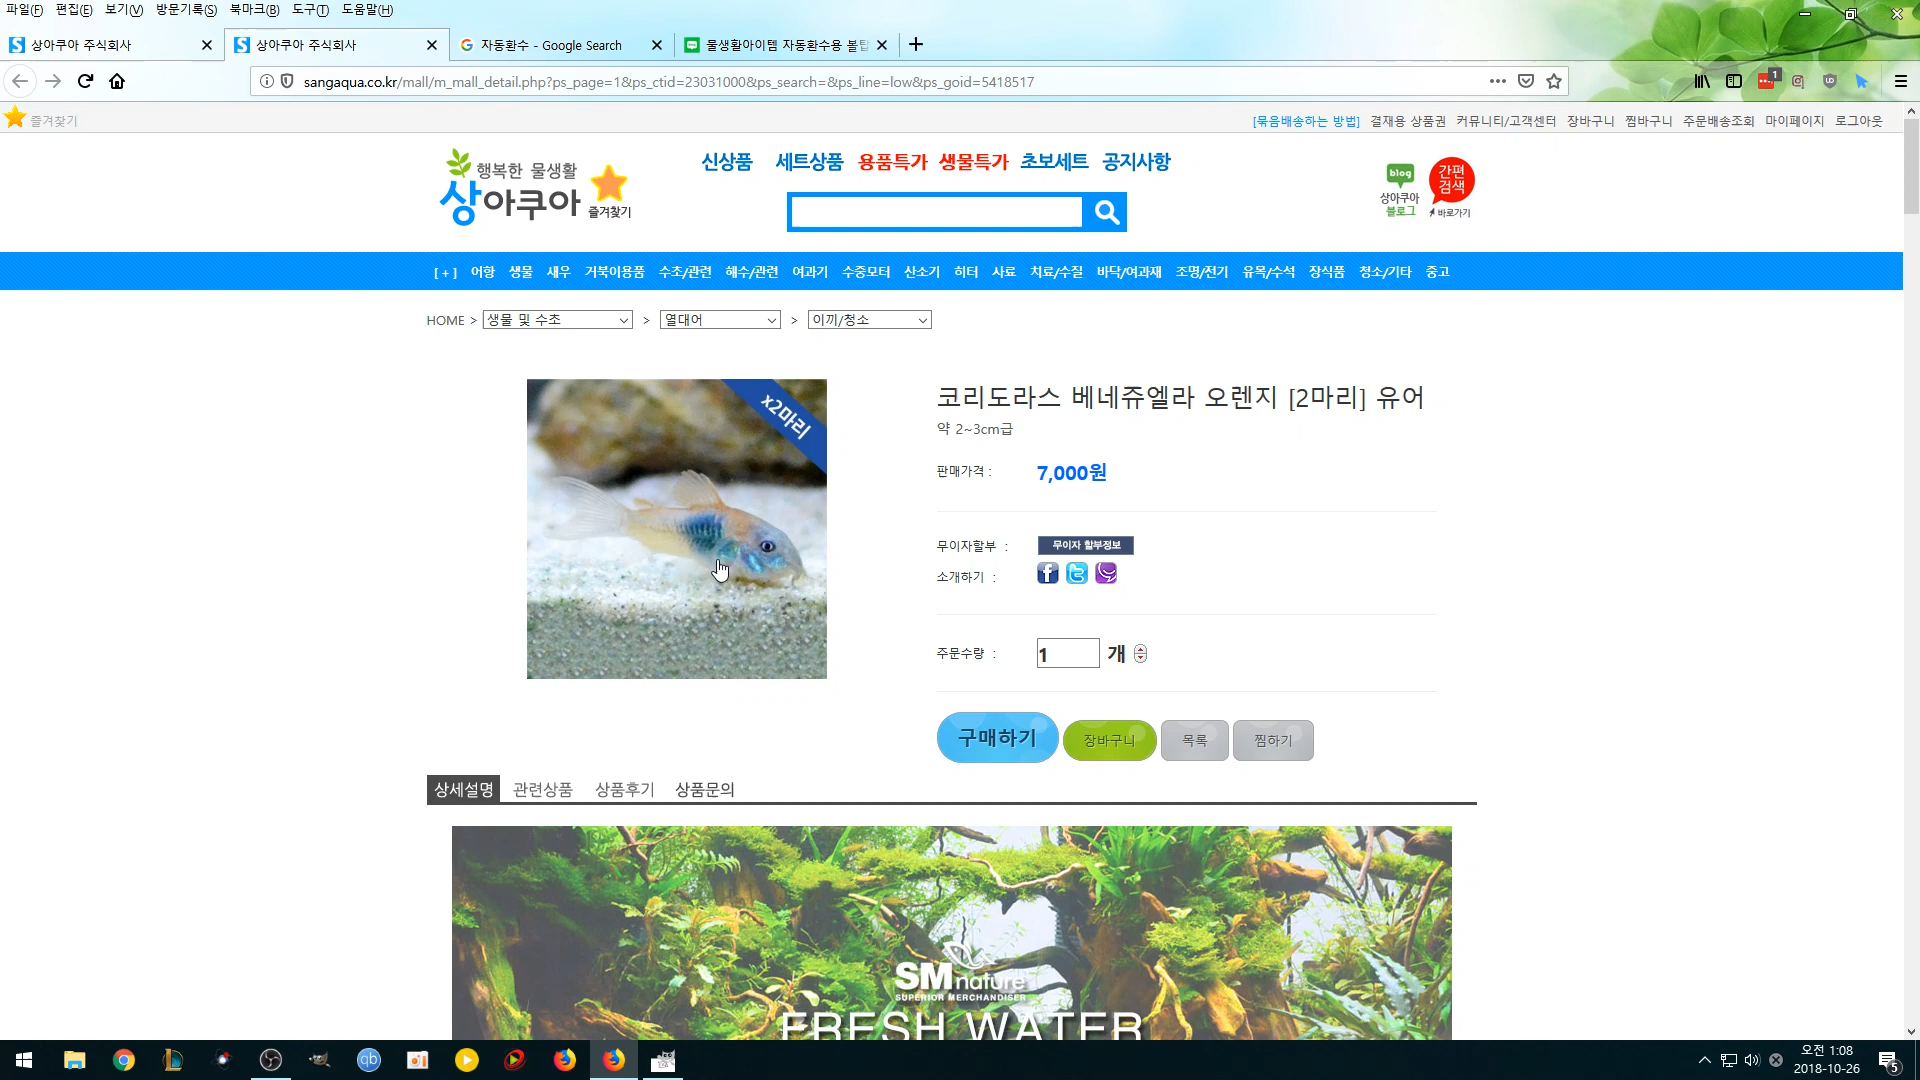 파일(F) 편집(E) 보기(V) 방문기록(S) 북마크(B) 도구(T) 도움말(H)
상아쿠아 주식회사
상아쿠아 주식회사
자동환수 - Google Search
물생활아이템 자동환수용 볼탑
sangaqua.co.kr/mall/m_mall_detail.php?ps_page=1&ps_ctid=23031000&ps_search=&ps_line=low&ps_goid=5418517
1
즐겨찾기
[묶음배송하는 방법] 결재용 상품권 커뮤니티/고객센터 장바구니 찜바구니 주문배송조회 마이페이지 로그아웃
행복한 물생활
상아쿠아
즐겨찾기
신상품 세트상품 용품특가 생물특가 초보세트 공지사항
blog
상아쿠아
블로그
간편
검색
바로가기
[ + ] 어항 생물 새우 거북이용품 수초/관련 해수/관련 여과기 수중모터 산소기 히터 사료 치료/수질 바닥/여과재 조명/전기 유목/수석 장식품 청소/기타 중고
HOME > 생물 및 수초 > 열대어 > 이끼/청소
x2마리
코리도라스 베네쥬엘라 오렌지 [2마리] 유어
약 2~3cm급
판매가격 : 7,000원
무이자할부 : 무이자 할부정보
소개하기 :
주문수량 : 1 개
구매하기 장바구니 목록 찜하기
상세설명 관련상품 상품후기 상품문의
SM nature
SUPERIOR MERCHANDISER
FRESH WATER
qb
오전 1:08
2018-10-26
5